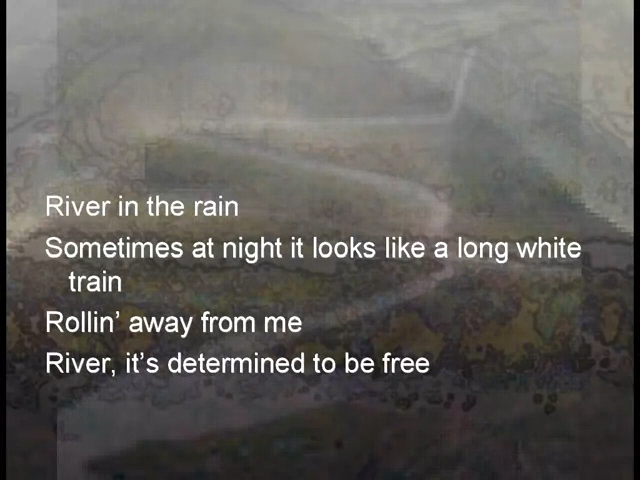 River in the rain
Sometimes at night it looks like a long white
train
Rollin’ away from me
River, it’s determined to be free